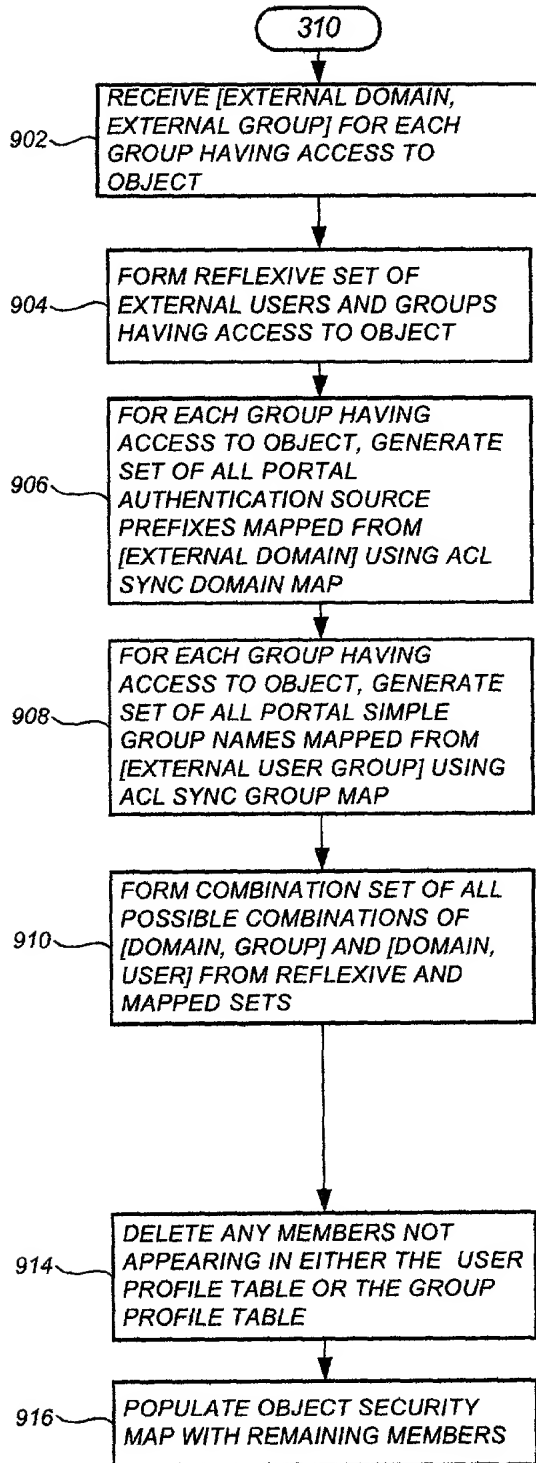 310
RECEIVE [EXTERNAL DOMAIN,
EXTERNAL GROUP] FOR EACH
GROUP HAVING ACCESS TO
OBJECT
902
FORM REFLEXIVE SET OF
EXTERNAL USERS AND GROUPS
HAVING ACCESS TO OBJECT
904
FOR EACH GROUP HAVING
ACCESS TO OBJECT, GENERATE
SET OF ALL PORTAL
AUTHENTICATION SOURCE
PREFIXES MAPPED FROM
[EXTERNAL DOMAIN] USING ACL
SYNC DOMAIN MAP
906
FOR EACH GROUP HAVING
ACCESS TO OBJECT, GENERATE
SET OF ALL PORTAL SIMPLE
GROUP NAMES MAPPED FROM
[EXTERNAL USER GROUP] USING
ACL SYNC GROUP MAP
908
FORM COMBINATION SET OF ALL
POSSIBLE COMBINATIONS OF
[DOMAIN, GROUP] AND [DOMAIN,
USER] FROM REFLEXIVE AND
MAPPED SETS
910
DELETE ANY MEMBERS NOT
APPEARING IN EITHER THE USER
PROFILE TABLE OR THE GROUP
PROFILE TABLE
914
POPULATE OBJECT SECURITY
MAP WITH REMAINING MEMBERS
916